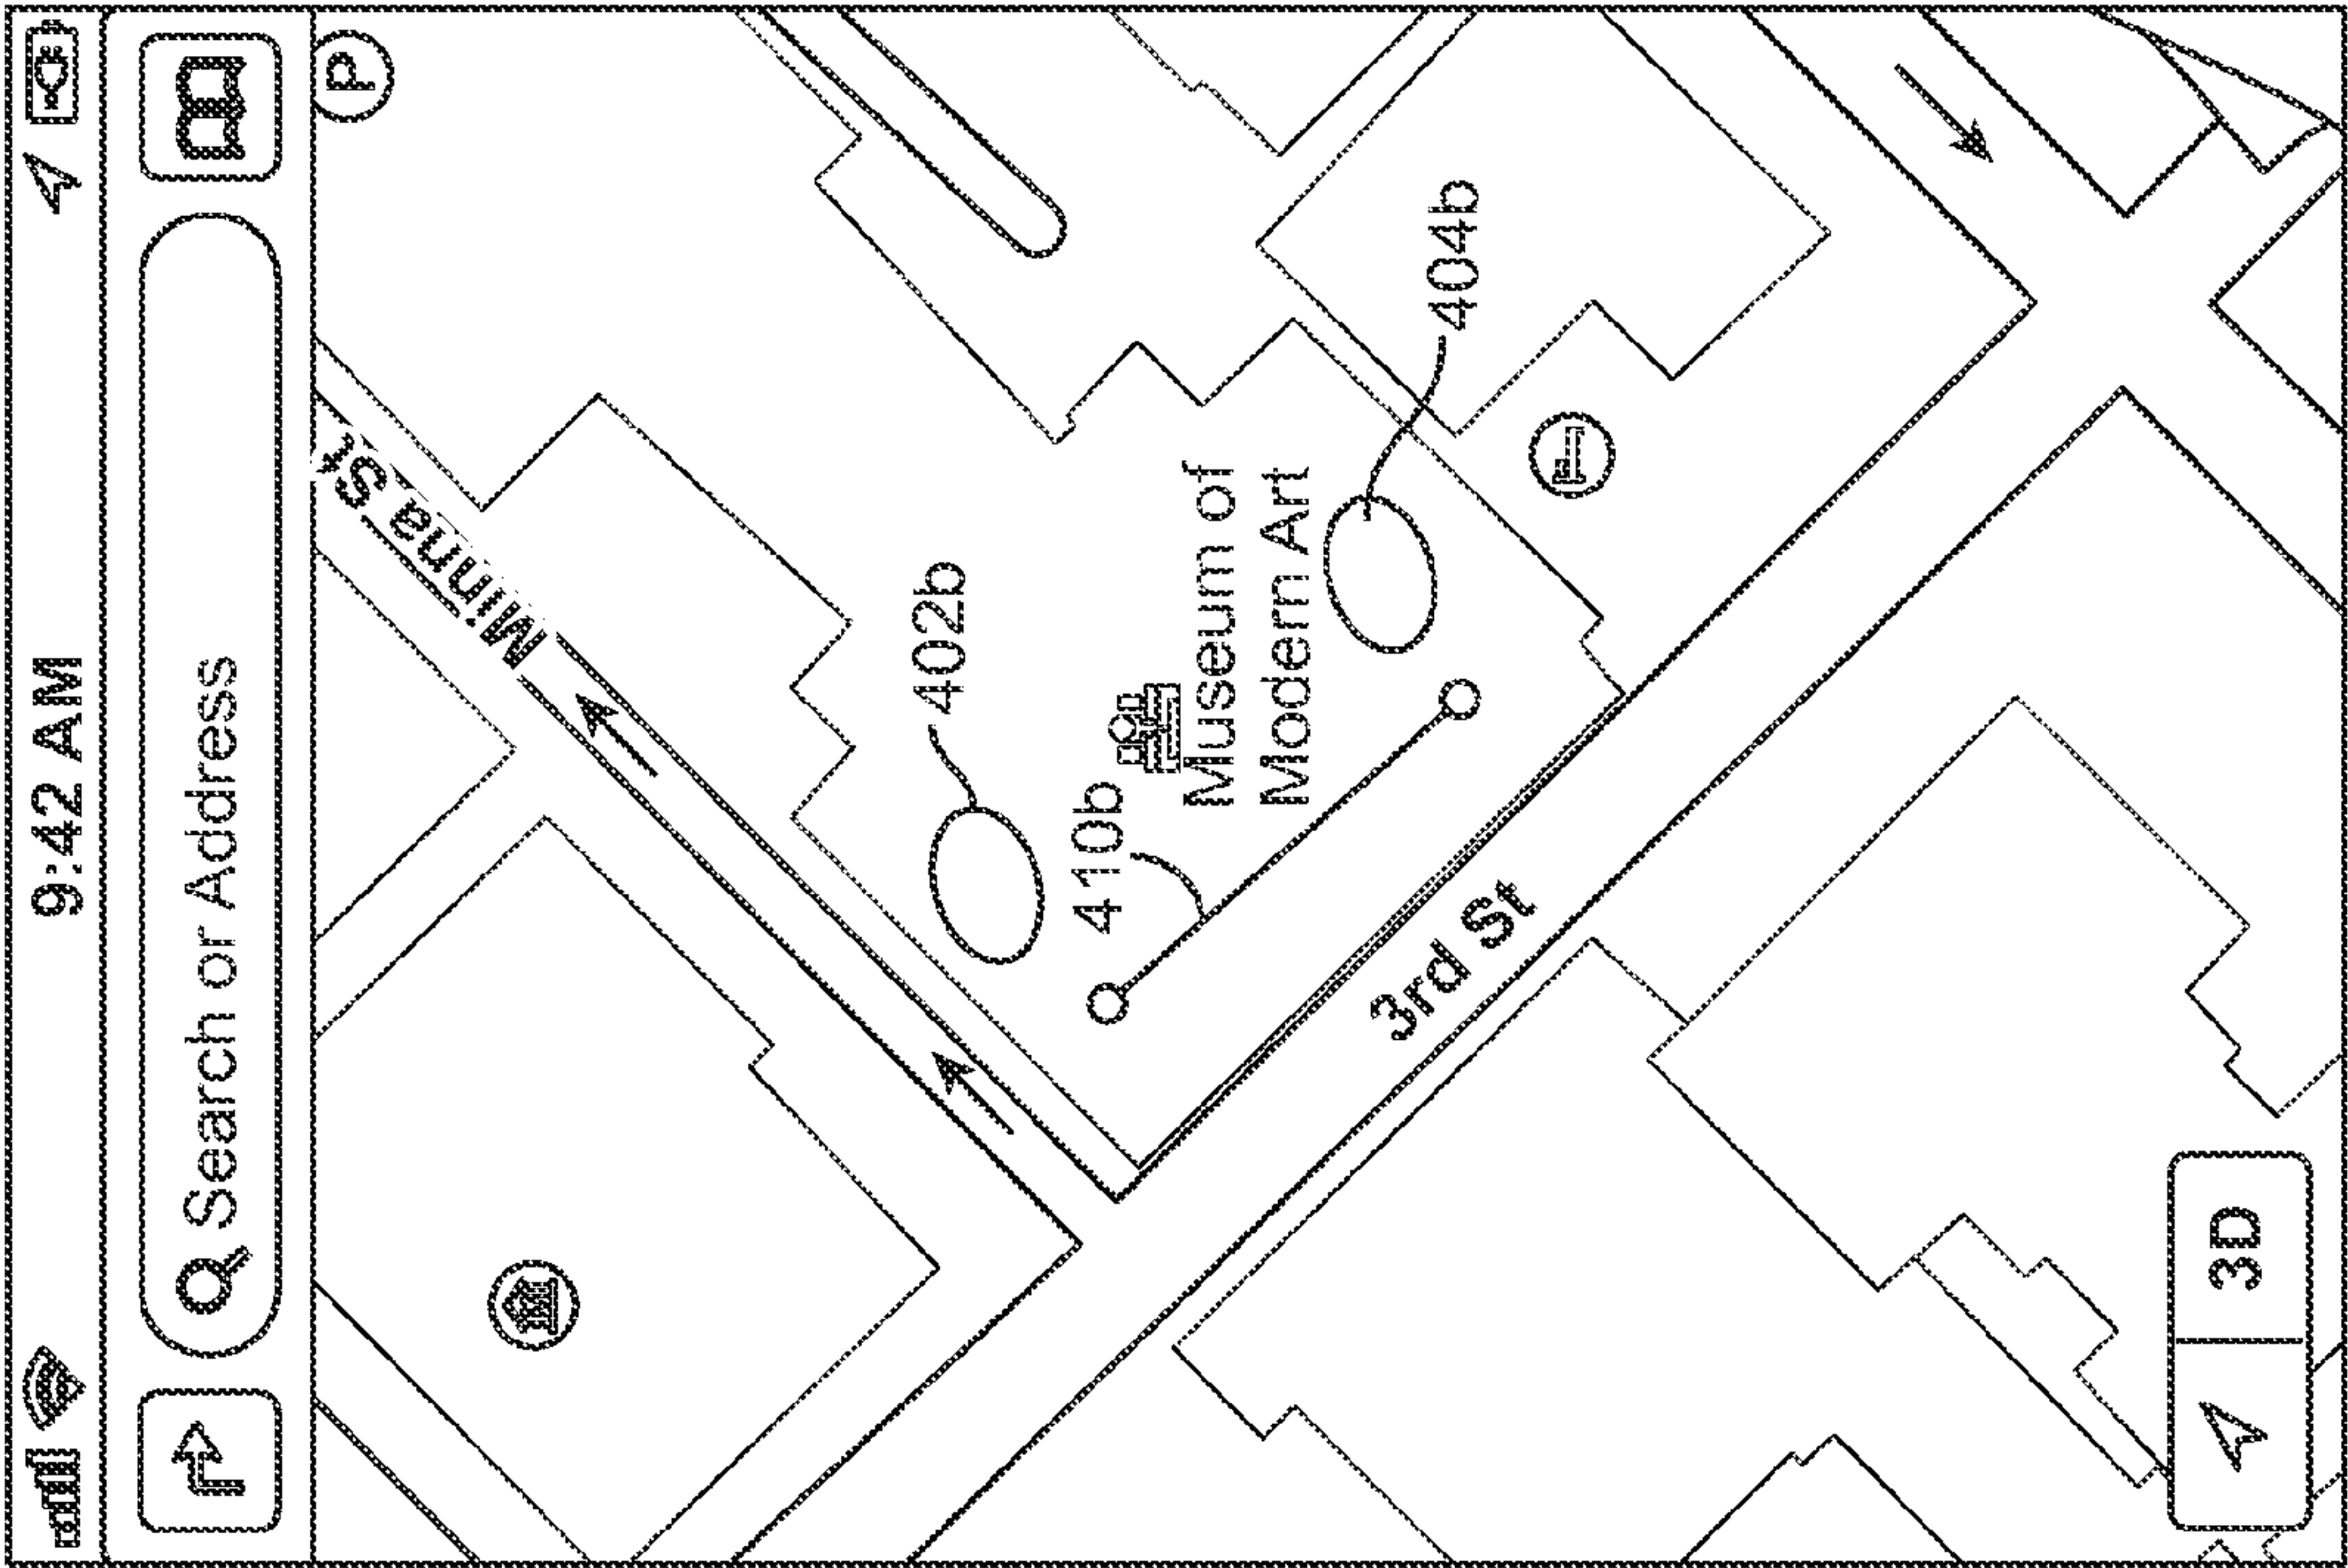 9:42 AM
Search or Address
P
Minna St
402b
404b
410b
Museum of
Modern Art
3rd St
3D